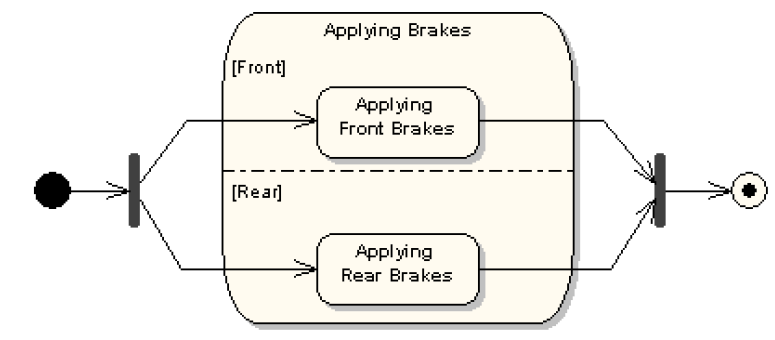 Applying Brakes
[Front]
Applying
Front Brakes
[Rear]
Applying
Rear Brakes